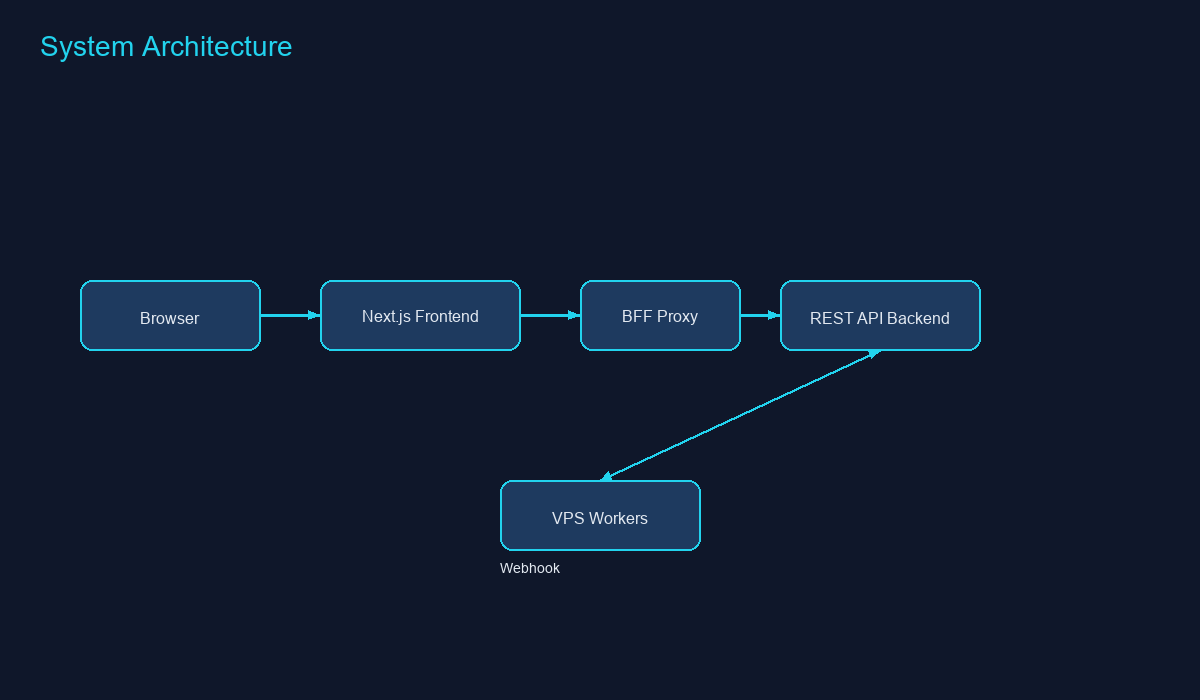 System Architecture
Browser
Next.js Frontend
BFF Proxy
REST API Backend
VPS Workers
Webhook